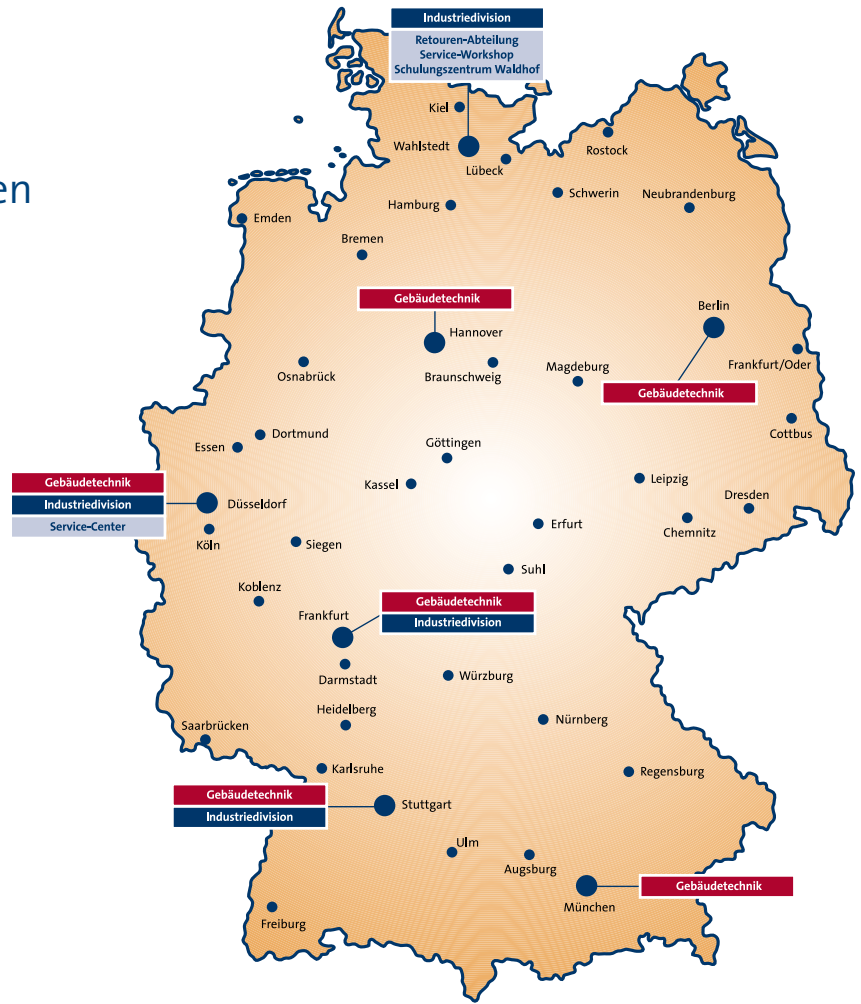 Industriedivision
Retouren-Abteilung
Service-Workshop
Schulungszentrum Waldhof
Kiel
Rostock
Wahlstedt
Lübeck
en
Schwerin
Neubrandenburg
Hamburg
Emden
Bremen
Gebäudetechnik
Berlin
Hannover
Frankfurt/Oder
Osnabrück
Braunschweig
Magdeburg
Gebäudetechnik
Cottbus
Dortmund
Essen
Göttingen
Gebäudetechnik
Kassel
Leipzig
Industriedivision
Düsseldorf
Dresden
Service-Center
Erfurt
Chemnitz
Köln
Siegen
Suhl
Koblenz
Gebäudetechnik
Frankfurt
Industriedivision
Darmstadt
Würzburg
Heidelberg
Nürnberg
Saarbrücken
Karlsruhe
Regensburg
Gebäudetechnik
Stuttgart
Industriedivision
Ulm
Augsburg
Gebäudetechnik
München
Freiburg